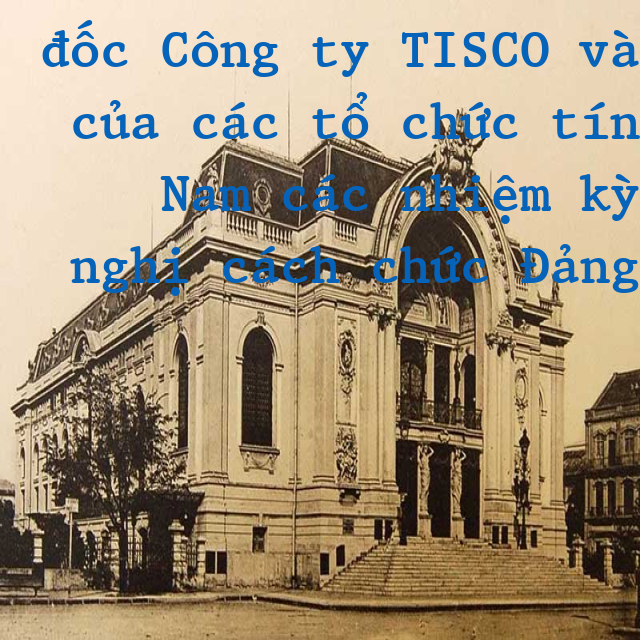 đốc Công ty TISCO và
của các tổ chức tín
Nam các nhiệm kỳ
nghị cách chức Đảng